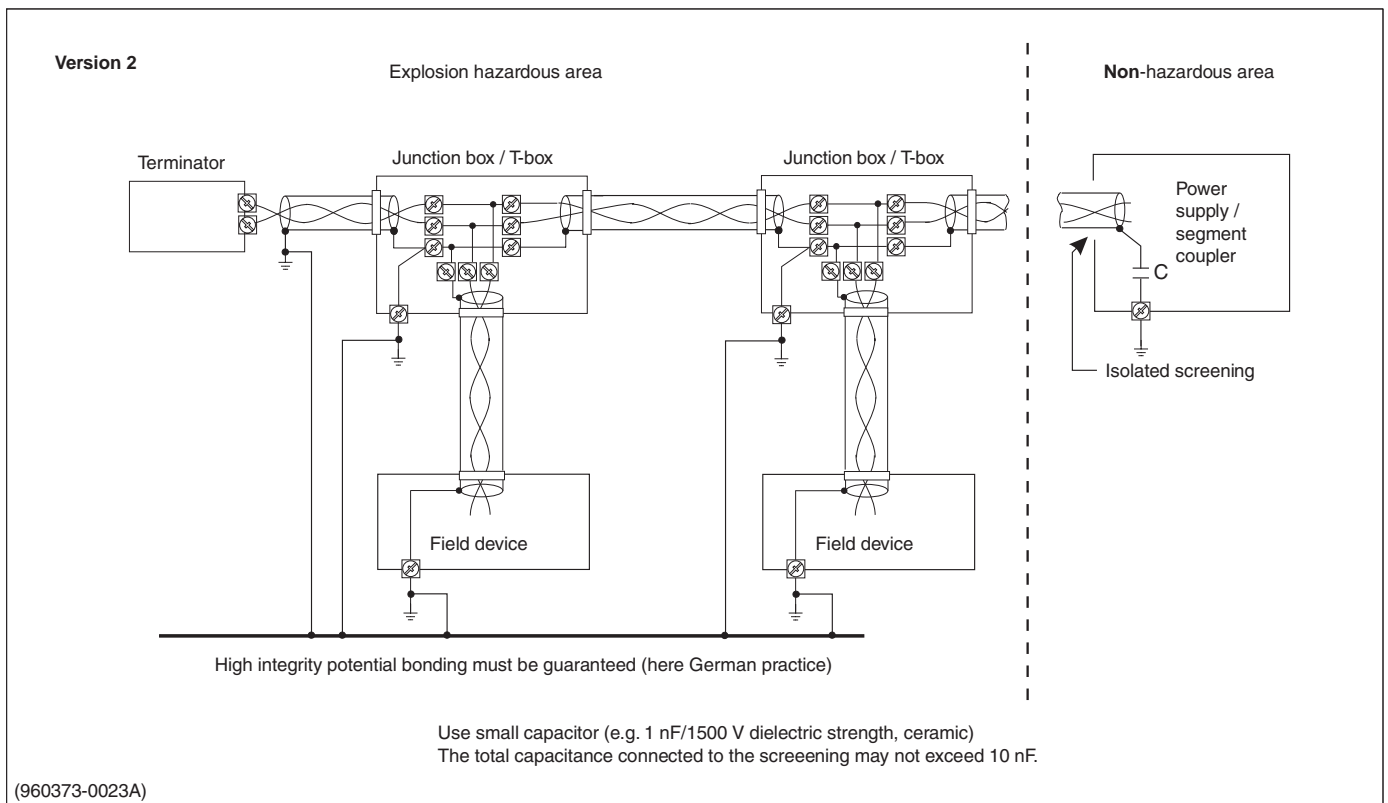 Version 2
Explosion hazardous area
Non-hazardous area
Terminator
Junction box / T-box
Junction box / T-box
Power
supply /
segment
coupler
C
Isolated screening
Field device
Field device
High integrity potential bonding must be guaranteed (here German practice)
Use small capacitor (e.g. 1 nF/1500 V dielectric strength, ceramic)
The total capacitance connected to the screeening may not exceed 10 nF.
(960373-0023A)